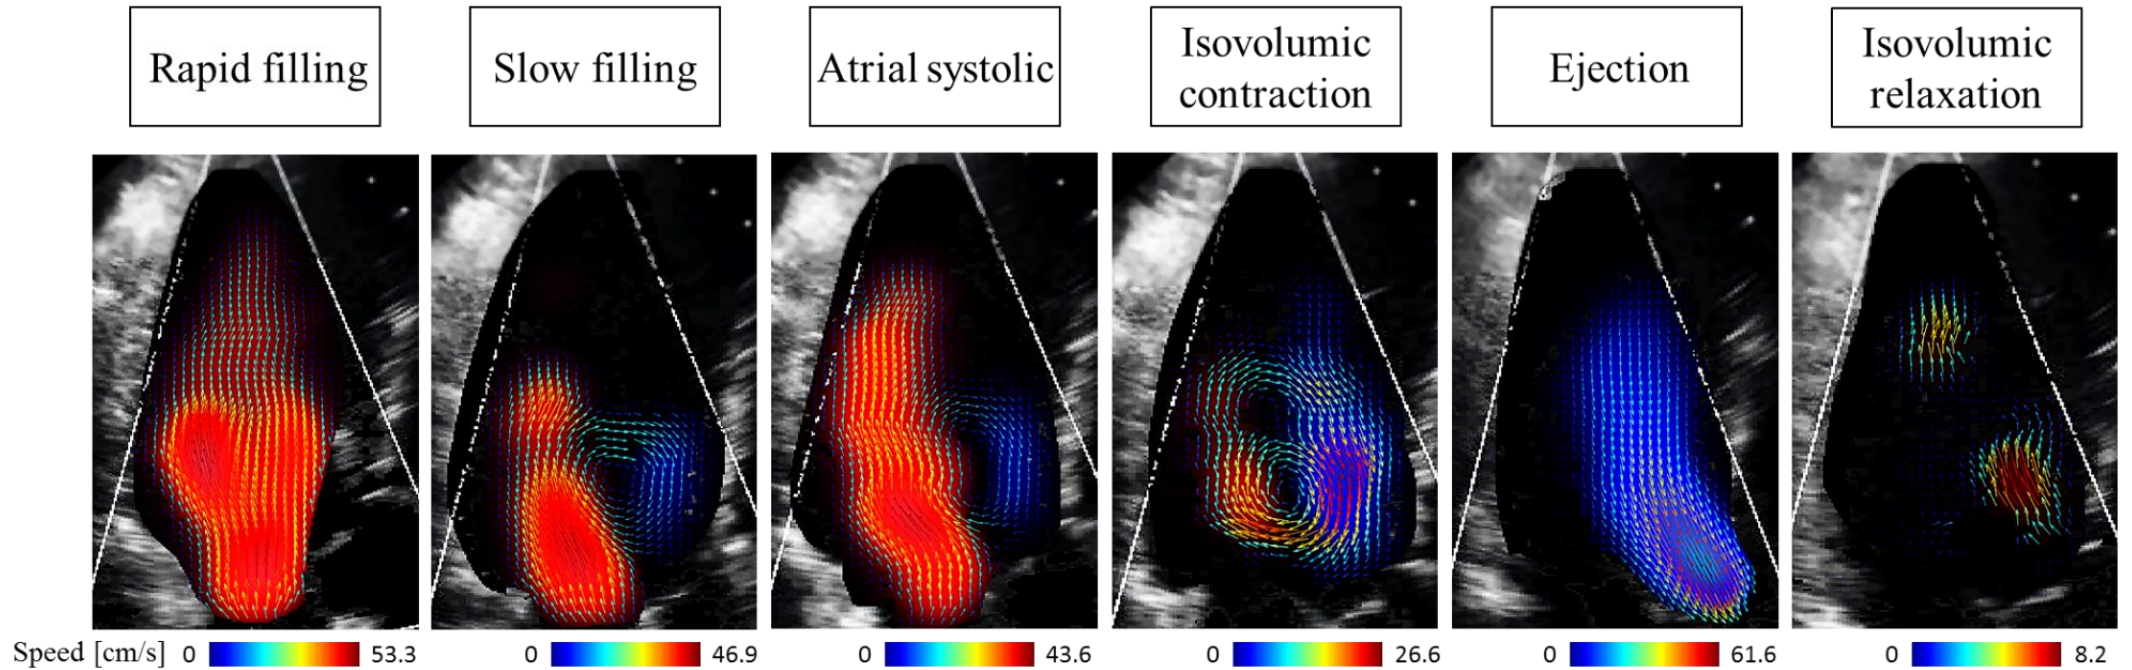 Rapid filling
Slow filling
Atrial systolic
Isovolumic
contraction
Ejection
Isovolumic
relaxation
Speed [cm/s] 0 53.3
0 46.9
0 43.6
0 26.6
0 61.6
0 8.2